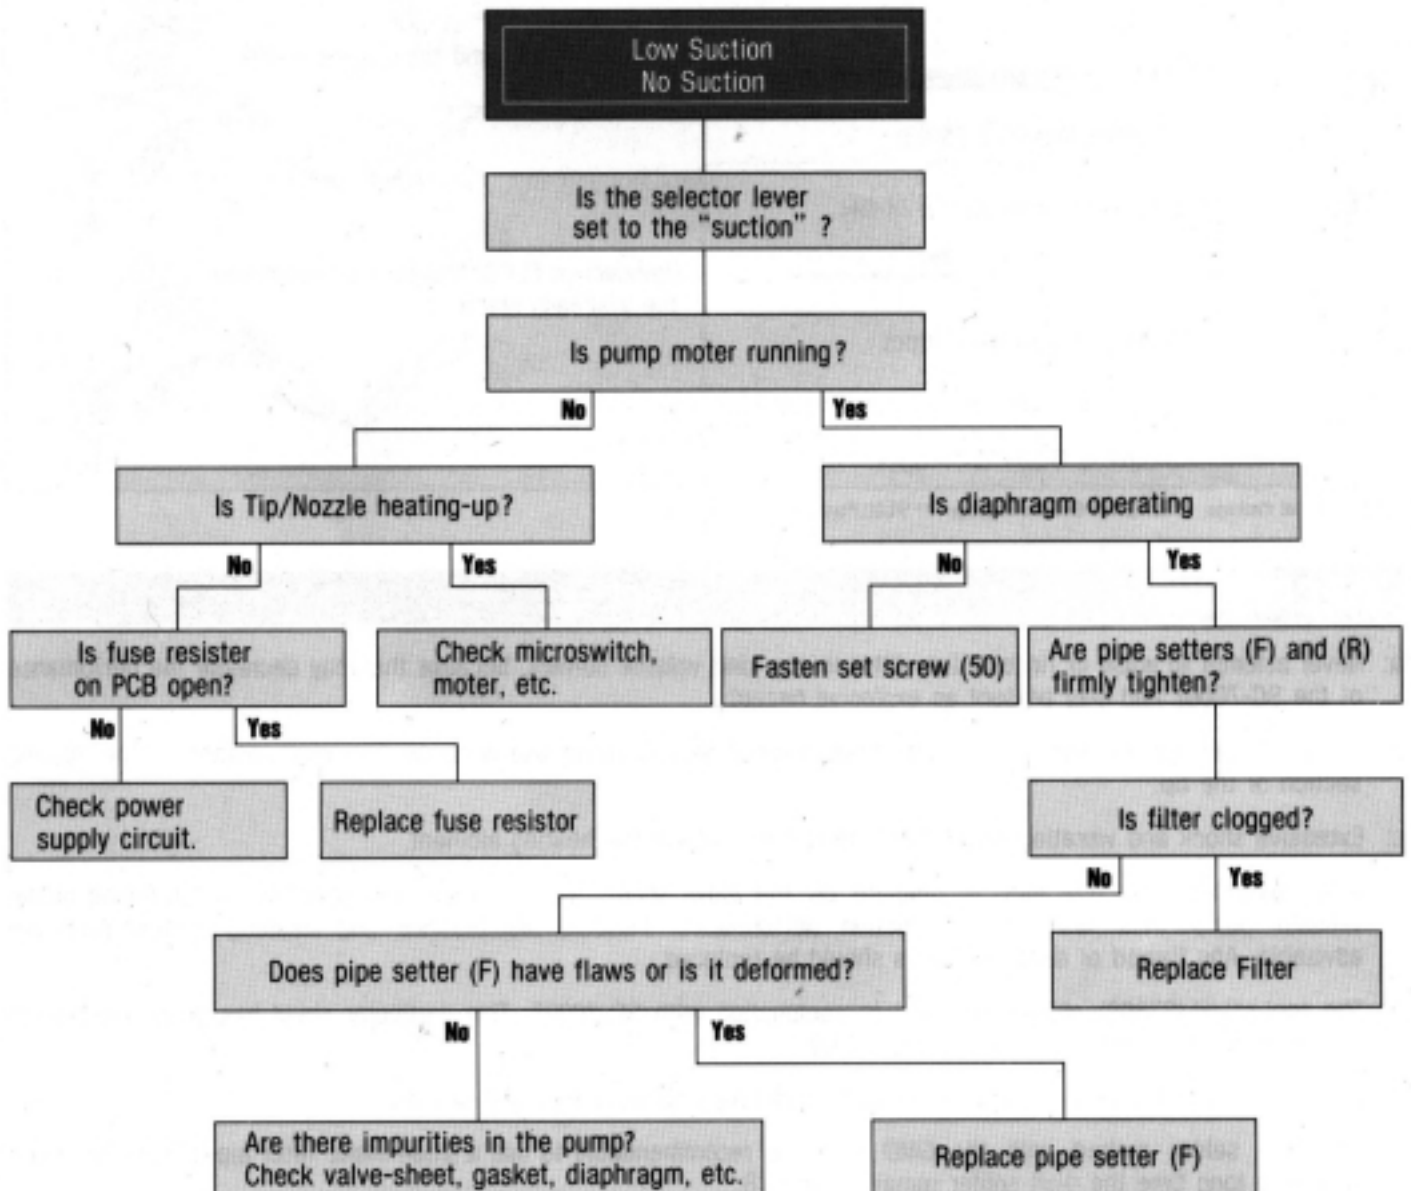 Low Suction
No Suction
Is the selector lever
set to the "suction" ?
Is pump moter running?
No
Yes
Is Tip/Nozzle heating-up?
Is diaphragm operating
No
Yes
No
Yes
Is fuse resister
on PCB open?
Check microswitch,
moter, etc.
Fasten set screw (50)
Are pipe setters (F) and (R)
firmly tighten?
No
Yes
Check power
supply circuit.
Replace fuse resistor
Is filter clogged?
No
Yes
Does pipe setter (F) have flaws or is it deformed?
Replace Filter
No
Yes
Are there impurities in the pump?
Check valve-sheet, gasket, diaphragm, etc.
Replace pipe setter (F)